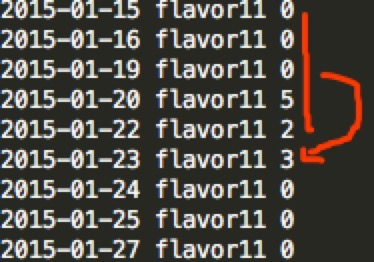 2015-01-15 flavor11 0
2015-01-16 flavor11 0
2015-01-19 flavor11 0
2015-01-20 flavor11 5
2015-01-22 flavor11 2
2015-01-23 flavor11 3
2015-01-24 flavor11 0
2015-01-25 flavor11 0
2015-01-27 flavor11 0